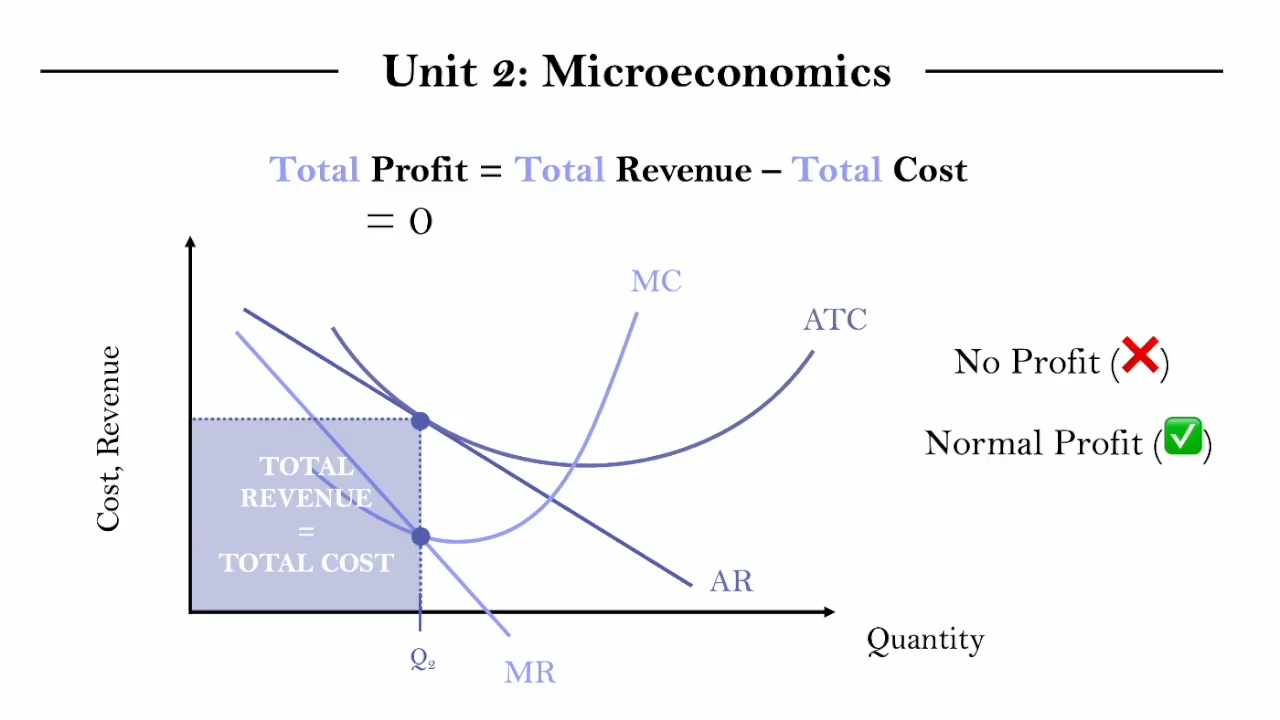 Unit 2: Microeconomics
Total Profit = Total Revenue – Total Cost
= 0
MC
ATC
Cost, Revenue
No Profit (❌)
Normal Profit (✅)
TOTAL
REVENUE
=
TOTAL COST
AR
Quantity
Q₂
MR